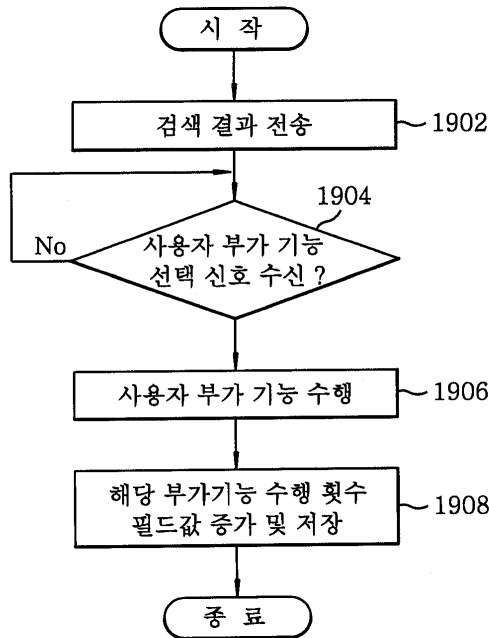 시 작
검색 결과 전송
1902
1904
사용자 부가 기능
선택 신호 수신 ?
No
사용자 부가 기능 수행
1906
해당 부가기능 수행 횟수
필드값 증가 및 저장
1908
종 료